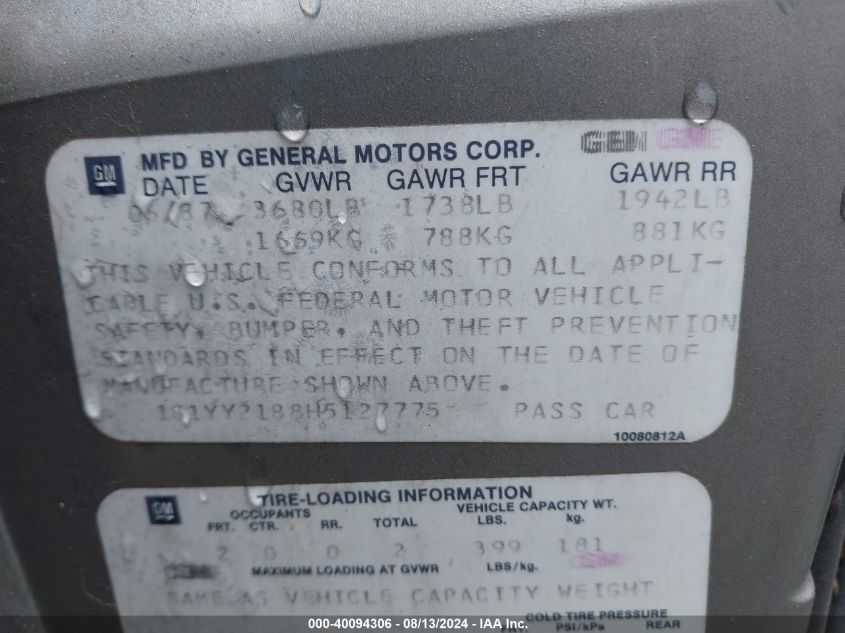 GM MFD BY GENERAL MOTORS CORP. GEN GME
DATE GVWR GAWR FRT GAWR RR
06/87 3680LB 1738LB 1942LB
1669KG 788KG 881KG
THIS VEHICLE CONFORMS TO ALL APPLI-
CABLE U.S. FEDERAL MOTOR VEHICLE
SAFETY, BUMPER, AND THEFT PREVENTION
STANDARDS IN EFFECT ON THE DATE OF
MANUFACTURE SHOWN ABOVE.
1G1YY2188H5127775 PASS CAR
10080812A
GM TIRE-LOADING INFORMATION
OCCUPANTS VEHICLE CAPACITY WT.
FRT. CTR. RR. TOTAL LBS. kg.
2 0 0 2 399 181
MAXIMUM LOADING AT GVWR LBS/kg. GM
SAME AS VEHICLE CAPACITY WEIGHT
COLD TIRE PRESSURE
FRT. PSI/kPa REAR
000-40094306 - 08/13/2024 - IAA Inc.